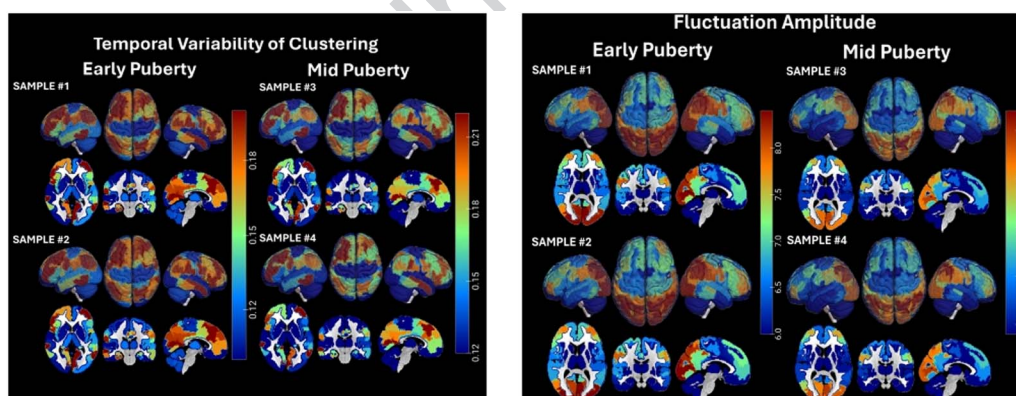 Temporal Variability of Clustering
Early Puberty
Mid Puberty
SAMPLE #1
SAMPLE #3
0.18
0.15
0.12
0.21
0.18
0.15
0.12
SAMPLE #2
SAMPLE #4
Fluctuation Amplitude
Early Puberty
Mid Puberty
SAMPLE #1
SAMPLE #3
8.0
7.5
7.0
6.5
6.0
SAMPLE #2
SAMPLE #4